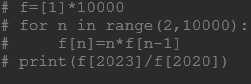 # f=[1]*10000
# for n in range(2,10000):
#     f[n]=n*f[n-1]
# print(f[2023]/f[2020])